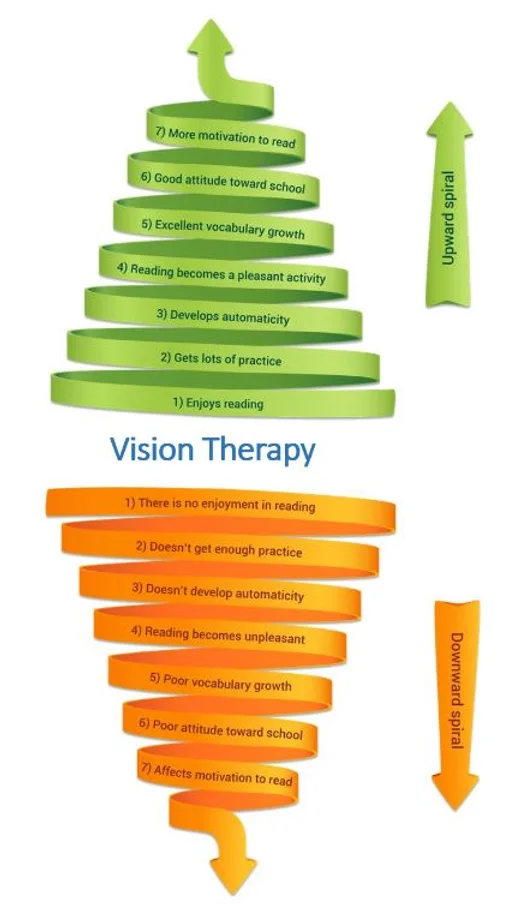 7) More motivation to read
6) Good attitude toward school
5) Excellent vocabulary growth
4) Reading becomes a pleasant activity
3) Develops automaticity
2) Gets lots of practice
1) Enjoys reading
Upward spiral
Vision Therapy
1) There is no enjoyment in reading
2) Doesn't get enough practice
3) Doesn't develop automaticity
4) Reading becomes unpleasant
5) Poor vocabulary growth
6) Poor attitude toward school
7) Affects motivation to read
Downward spiral